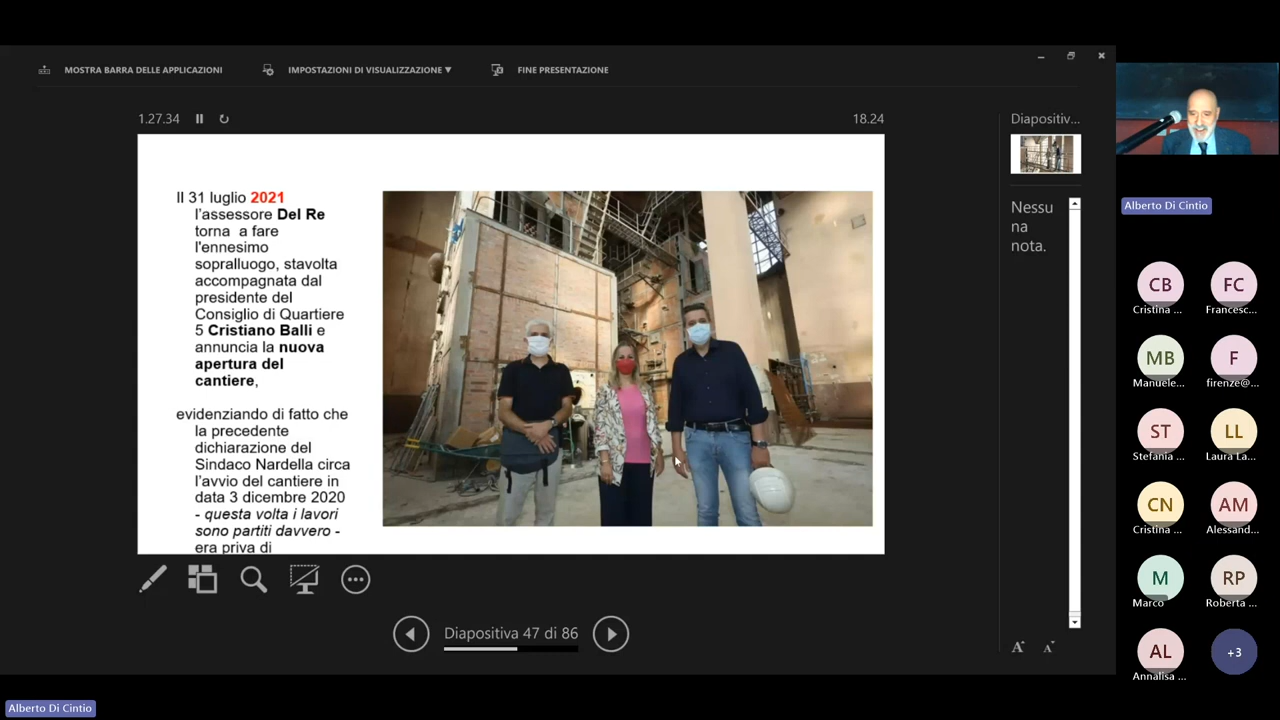 MOSTRA BARRA DELLE APPLICAZIONI
IMPOSTAZIONI DI VISUALIZZAZIONE ▼
FINE PRESENTAZIONE
1.27.34
18.24
Il 31 luglio 2021
l'assessore Del Re
torna a fare
l'ennesimo
sopralluogo, stavolta
accompagnata dal
presidente del
Consiglio di Quartiere
5 Cristiano Balli e
annuncia la nuova
apertura del
cantiere,
evidenziando di fatto che
la precedente
dichiarazione del
Sindaco Nardella circa
l'avvio del cantiere in
data 3 dicembre 2020
- questa volta i lavori
sono partiti davvero -
era priva di
Diapositiva 47 di 86
Diapositiv...
Nessu
na
nota.
A A
Alberto Di Cintio
CB
Cristina ...
FC
Francesc...
MB
Manuele...
F
firenze@...
ST
Stefania ...
LL
Laura La...
CN
Cristina ...
AM
Alessand...
M
Marco
RP
Roberta ...
AL
Annalisa ...
+3
Alberto Di Cintio